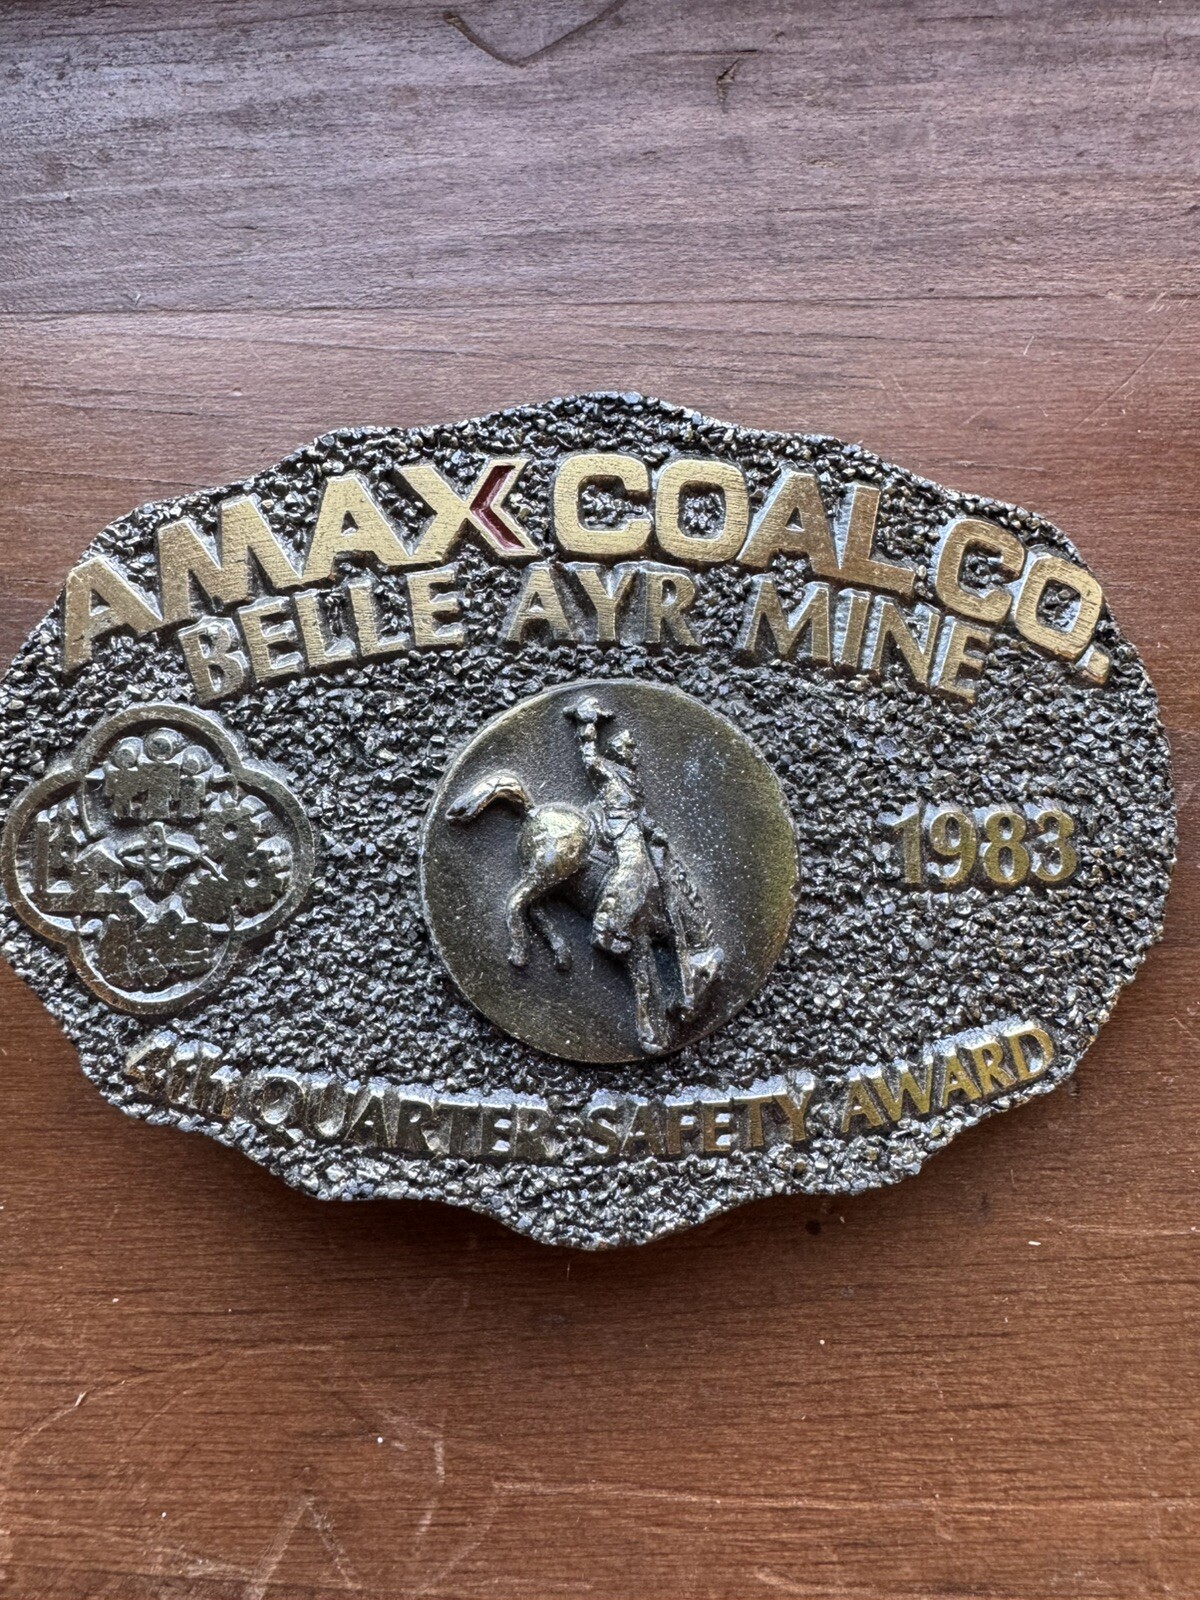 AMAX COAL CO.
BELLE AYR MINE
1983
4th QUARTER SAFETY AWARD